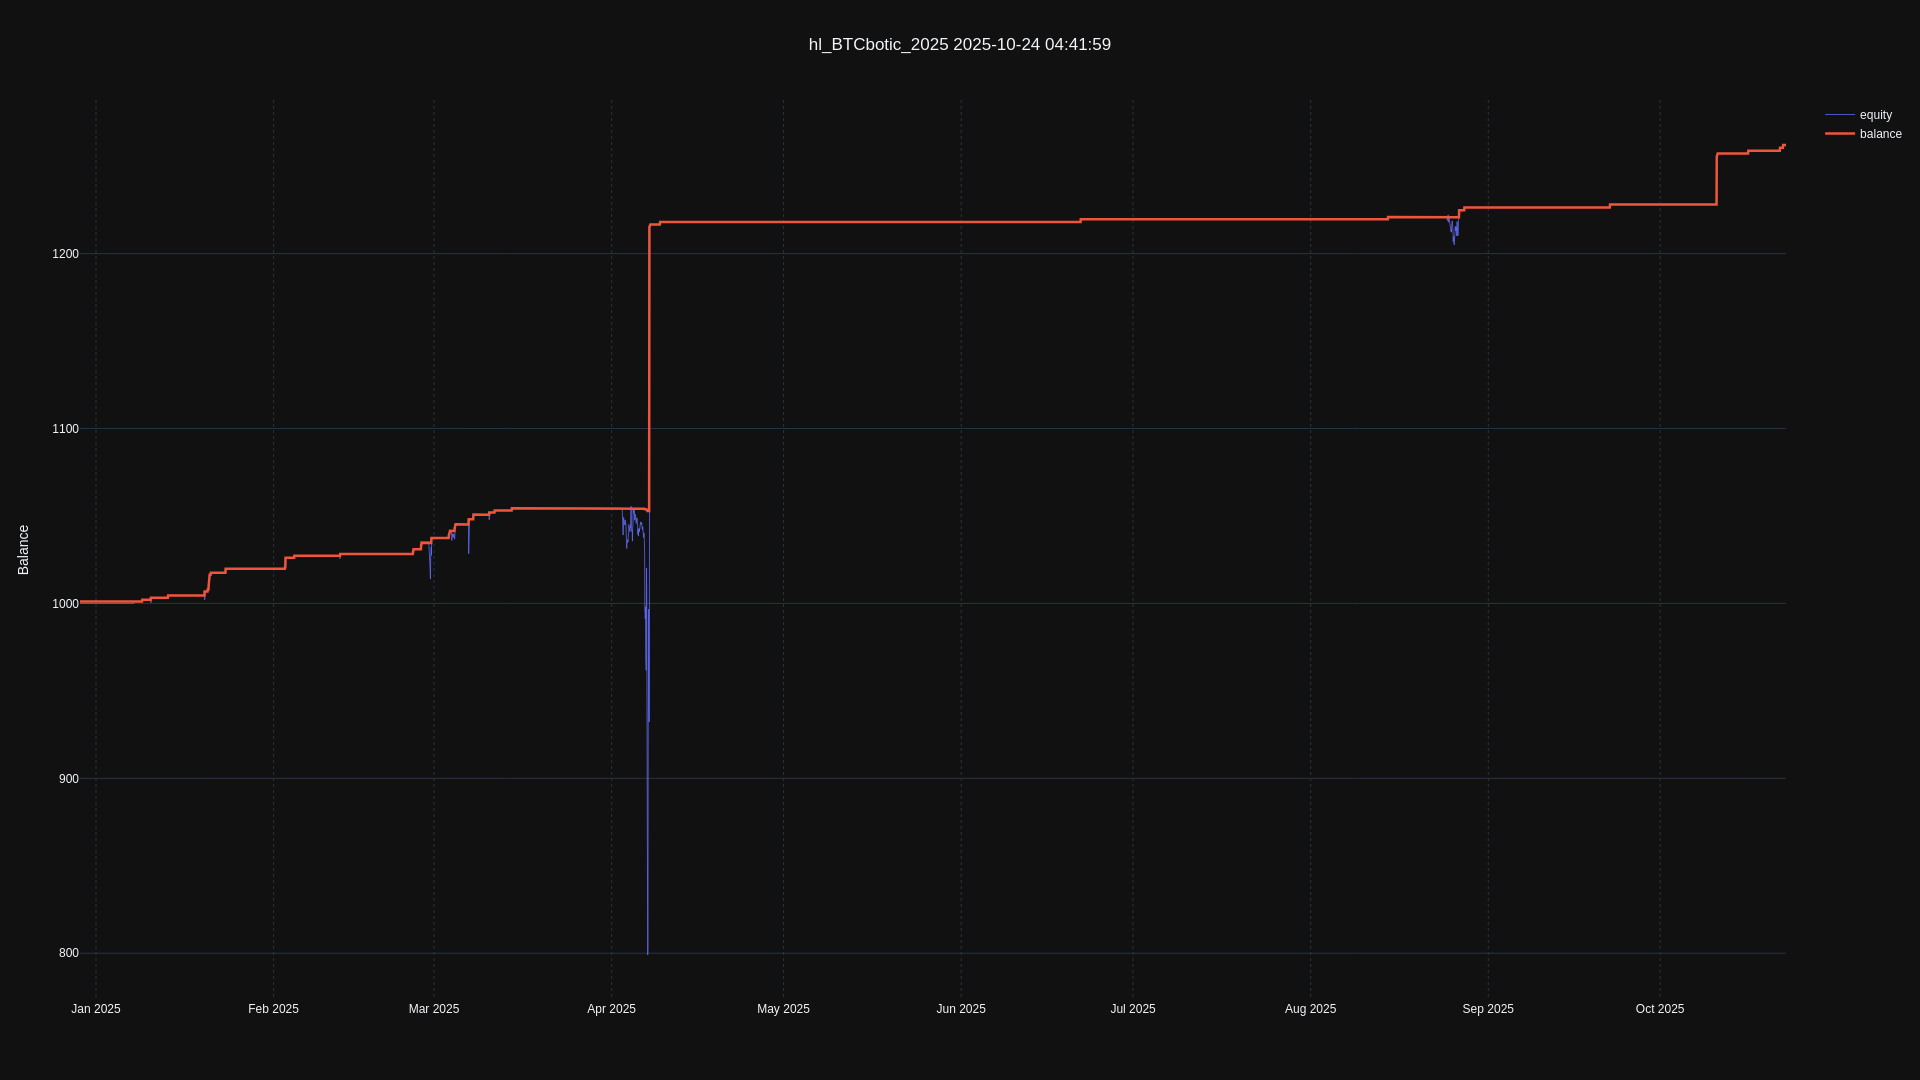 hl_BTCbotic_2025 2025-10-24 04:41:59
equity
balance
Balance
1200
1100
1000
900
800
Jan 2025
Feb 2025
Mar 2025
Apr 2025
May 2025
Jun 2025
Jul 2025
Aug 2025
Sep 2025
Oct 2025